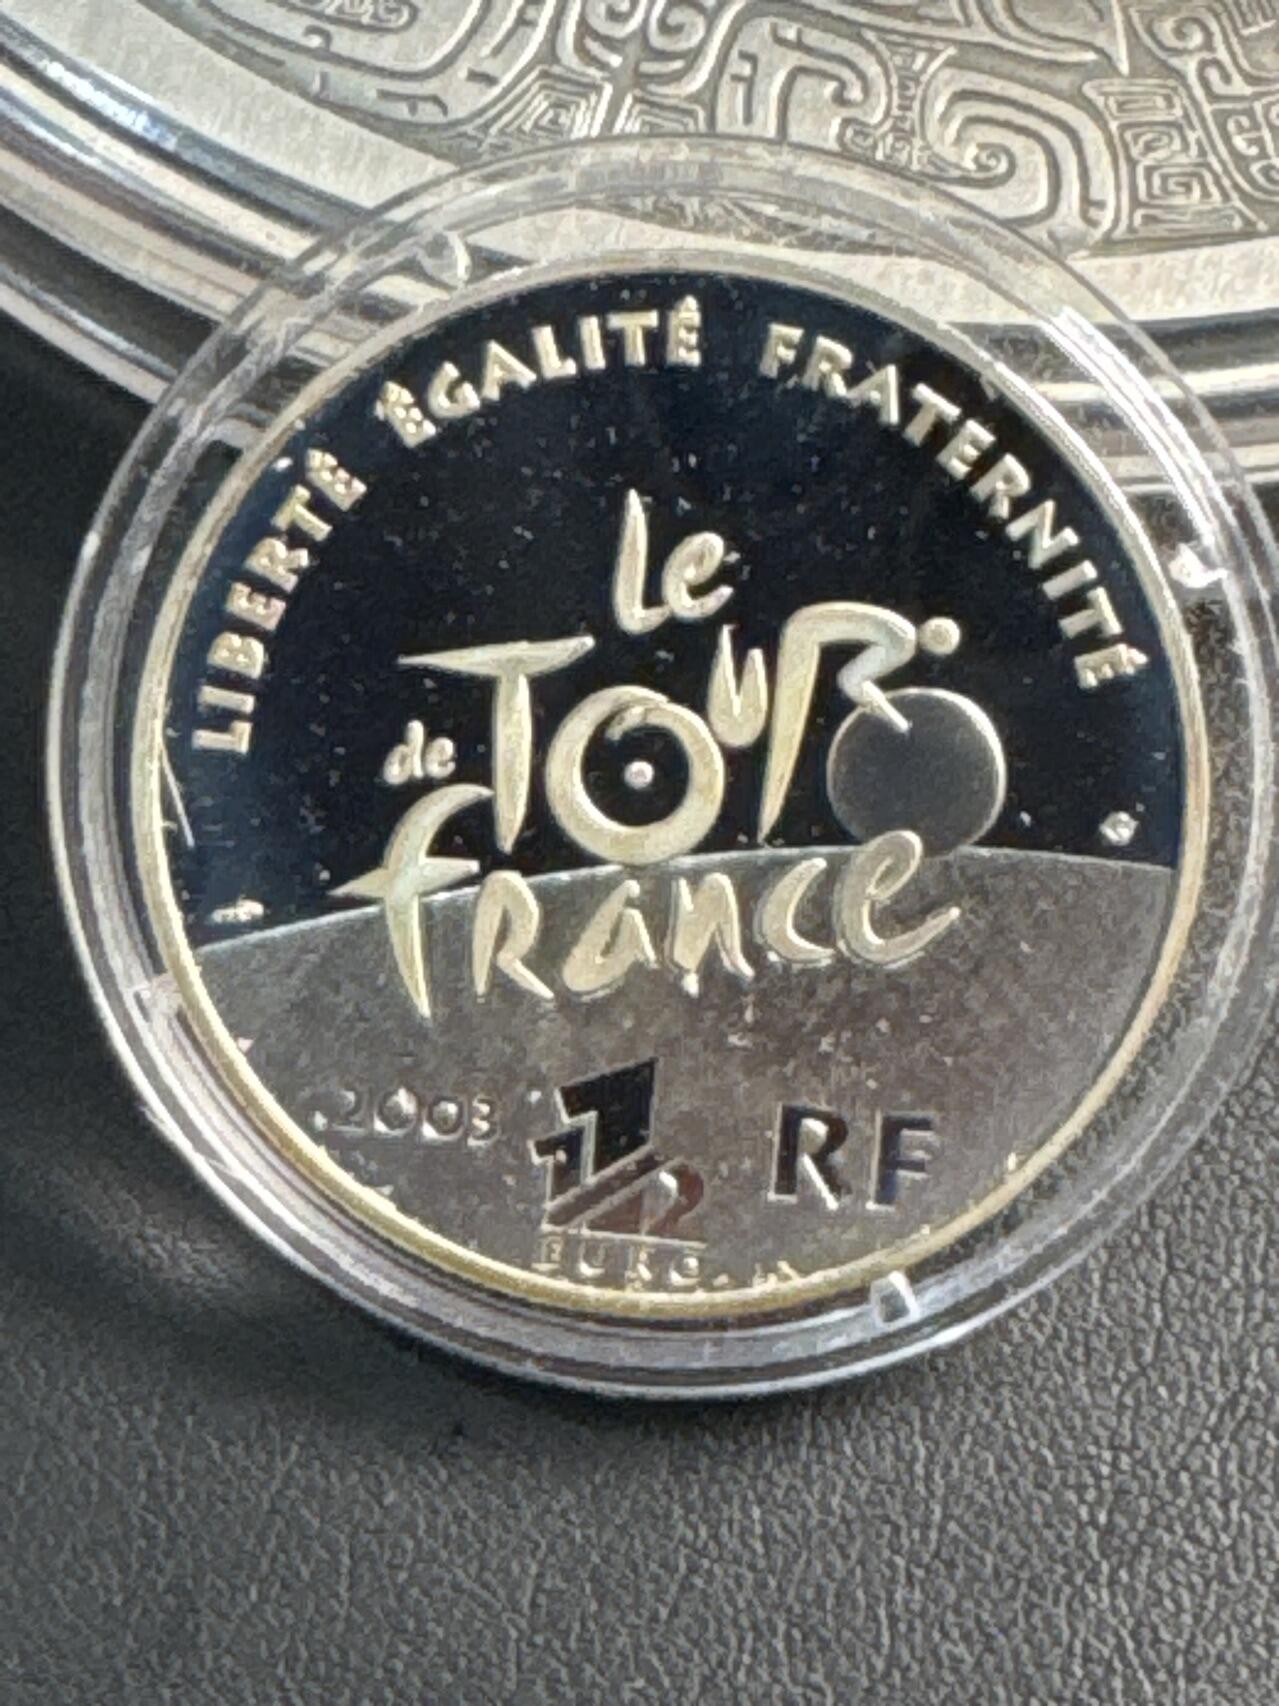 LIBERTÉ ÉGALITÉ FRATERNITÉ
Le
Tour
de
france
2003 1 1/2 RF
EURO